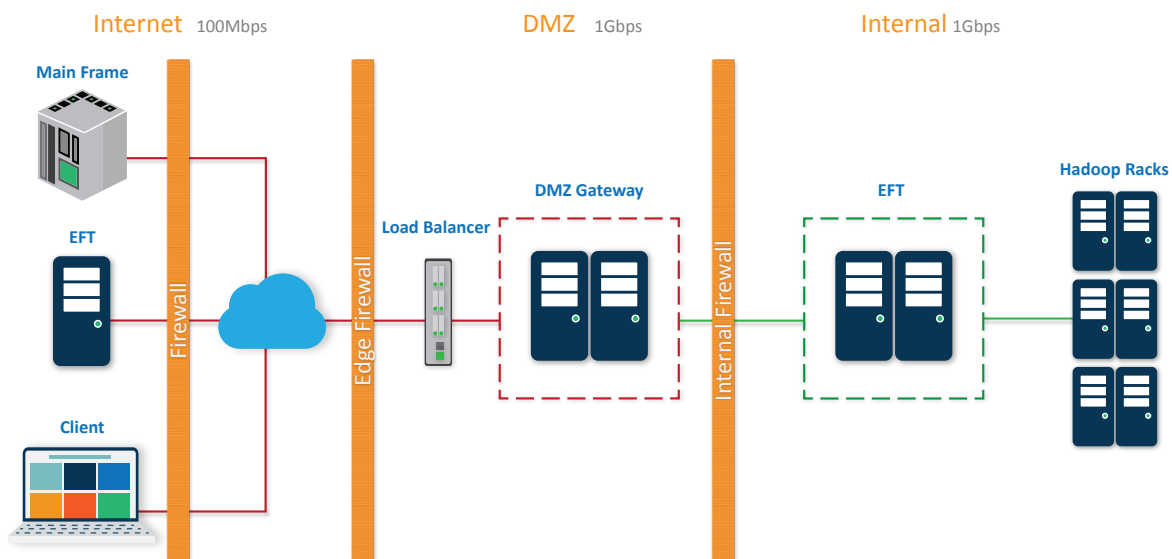 Internet 100Mbps
DMZ 1Gbps
Internal 1Gbps
Main Frame
EFT
Client
Firewall
Edge Firewall
Load Balancer
DMZ Gateway
Internal Firewall
EFT
Hadoop Racks